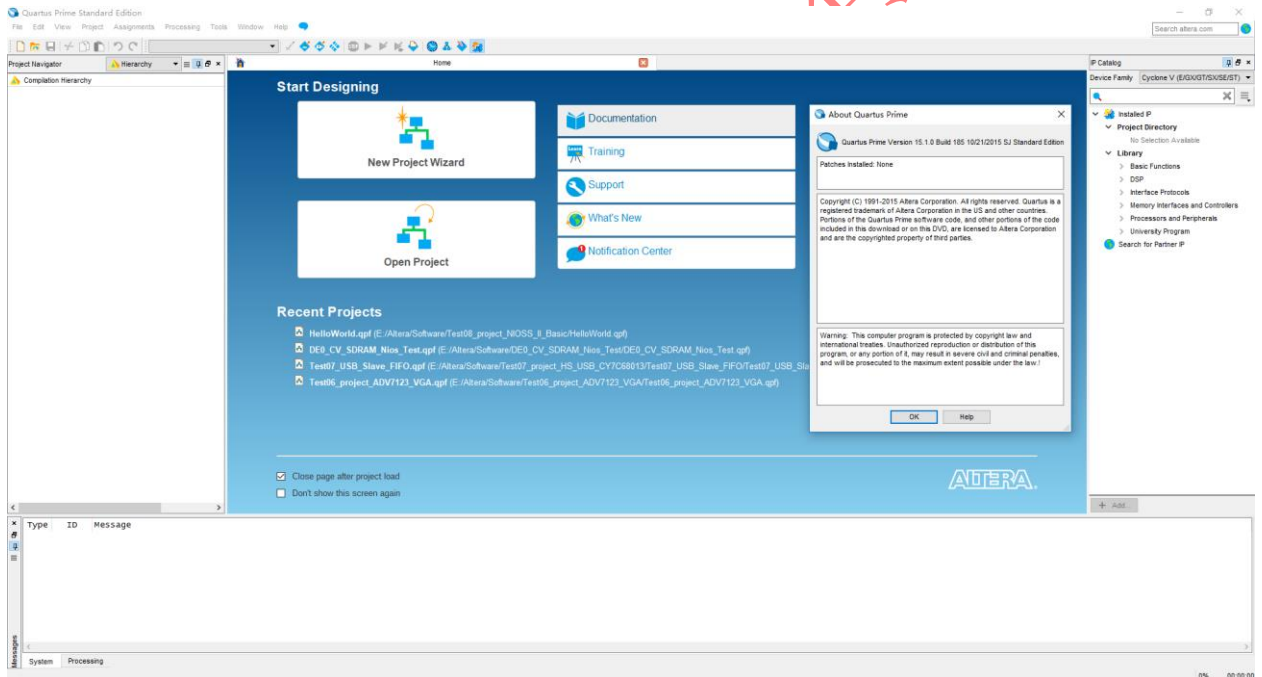 Quartus Prime Standard Edition
File Edit View Project Assignments Processing Tools Window Help
Search altera.com
Project Navigator
Hierarchy
Home
IP Catalog
Compilation Hierarchy
Device Family Cyclone V (E/GX/GT/SX/SE/ST)
Start Designing
New Project Wizard
Open Project
Documentation
Training
Support
What's New
Notification Center
Recent Projects
HelloWorld.qpf (E:/Altera/Software/Test08_project_NIOSS_II_Basic/HelloWorld.qpf)
DE0_CV_SDRAM_Nios_Test.qpf (E:/Altera/Software/DE0_CV_SDRAM_Nios_Test/DE0_CV_SDRAM_Nios_Test.qpf)
Test07_USB_Slave_FIFO.qpf (E:/Altera/Software/Test07_project_HS_USB_CY7C68013/Test07_USB_Slave_FIFO/Test07_USB_Sla
Test06_project_ADV7123_VGA.qpf (E:/Altera/Software/Test06_project_ADV7123_VGA/Test06_project_ADV7123_VGA.qpf)
Close page after project load
Don't show this screen again
ALTERA.
About Quartus Prime
Quartus Prime Version 15.1.0 Build 185 10/21/2015 SJ Standard Edition
Patches Installed: None
Copyright (C) 1991-2015 Altera Corporation. All rights reserved. Quartus is a
registered trademark of Altera Corporation in the US and other countries.
Portions of the Quartus Prime software code, and other portions of the code
included in this download or on this DVD, are licensed to Altera Corporation
and are the copyrighted property of third parties.
Warning: This computer program is protected by copyright law and
international treaties. Unauthorized reproduction or distribution of this
program, or any portion of it, may result in severe civil and criminal penalties,
and will be prosecuted to the maximum extent possible under the law.!
OK Help
Installed IP
Project Directory
No Selection Available
Library
Basic Functions
DSP
Interface Protocols
Memory Interfaces and Controllers
Processors and Peripherals
University Program
Search for Partner IP
+ Add...
Type ID Message
Messages
System Processing
0% 00:00:00